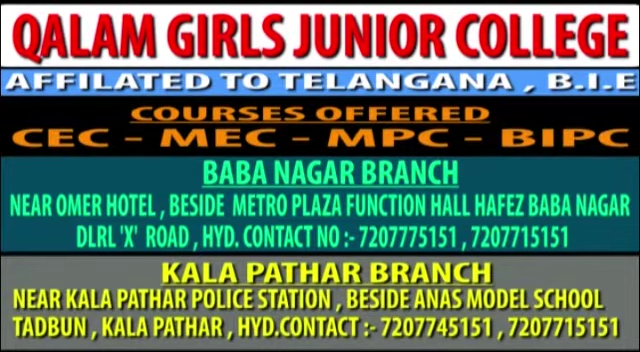 QALAM GIRLS JUNIOR COLLEGE
AFFILATED TO TELANGANA , B.I.E
COURSES OFFERED
CEC - MEC - MPC - BIPC
BABA NAGAR BRANCH
NEAR OMER HOTEL , BESIDE METRO PLAZA FUNCTION HALL HAFEZ BABA NAGAR
DLRL 'X' ROAD , HYD. CONTACT NO :- 7207775151 , 7207715151
KALA PATHAR BRANCH
NEAR KALA PATHAR POLICE STATION , BESIDE ANAS MODEL SCHOOL
TADBUN , KALA PATHAR , HYD.CONTACT :- 7207745151 , 7207715151